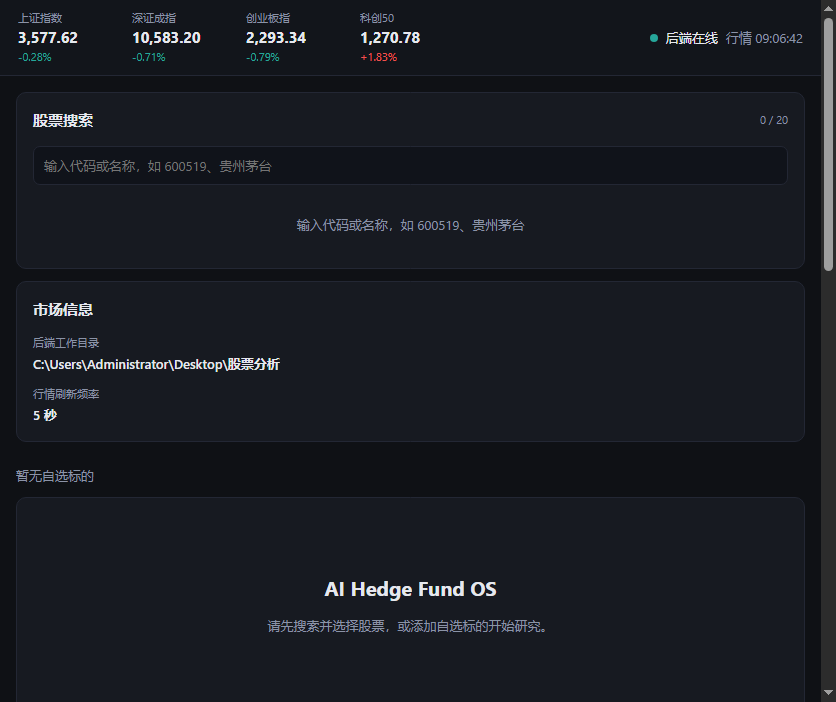 上证指数 深证成指 创业板指 科创50
3,577.62 10,583.20 2,293.34 1,270.78
-0.28% -0.71% -0.79% +1.83%
后端在线 行情 09:06:42
股票搜索 0 / 20
输入代码或名称，如 600519、贵州茅台
输入代码或名称，如 600519、贵州茅台
市场信息
后端工作目录
C:\Users\Administrator\Desktop\股票分析
行情刷新频率
5 秒
暂无自选标的
AI Hedge Fund OS
请先搜索并选择股票，或添加自选标的开始研究。